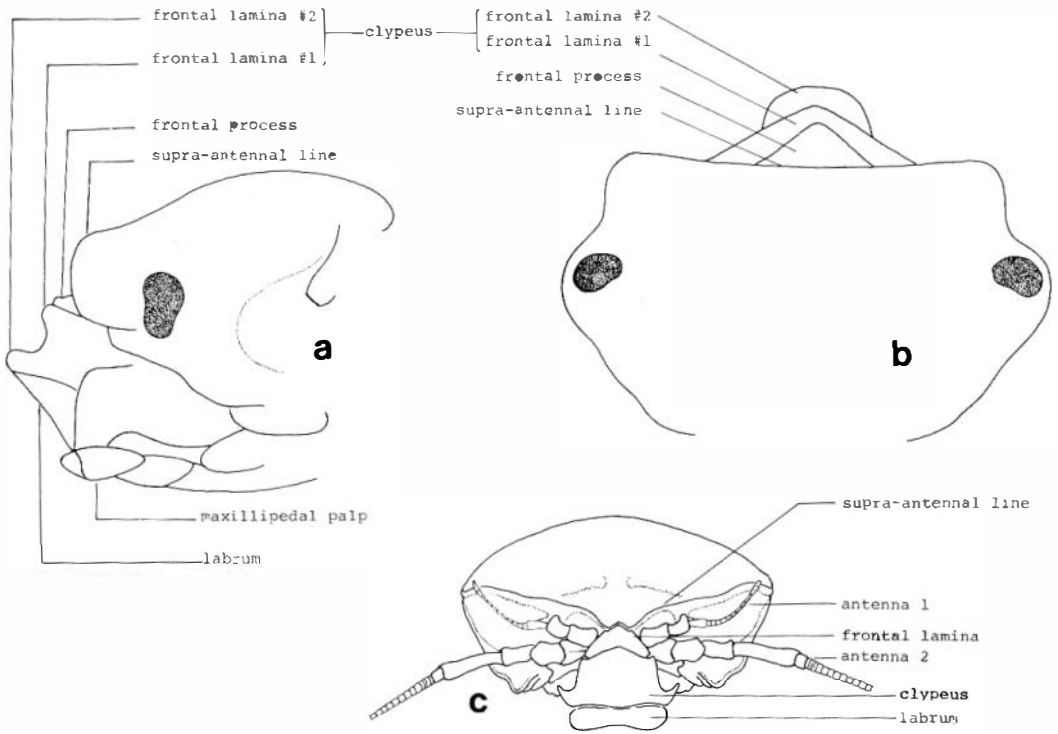 frontal lamina #2
frontal lamina #1
clypeus
frontal process
supra-antennal line
frontal lamina #2
frontal lamina #1
frontal process
supra-antennal line
a
b
maxillipedal palp
labrum
supra-antennal line
antenna 1
frontal lamina
antenna 2
clypeus
labrum
c